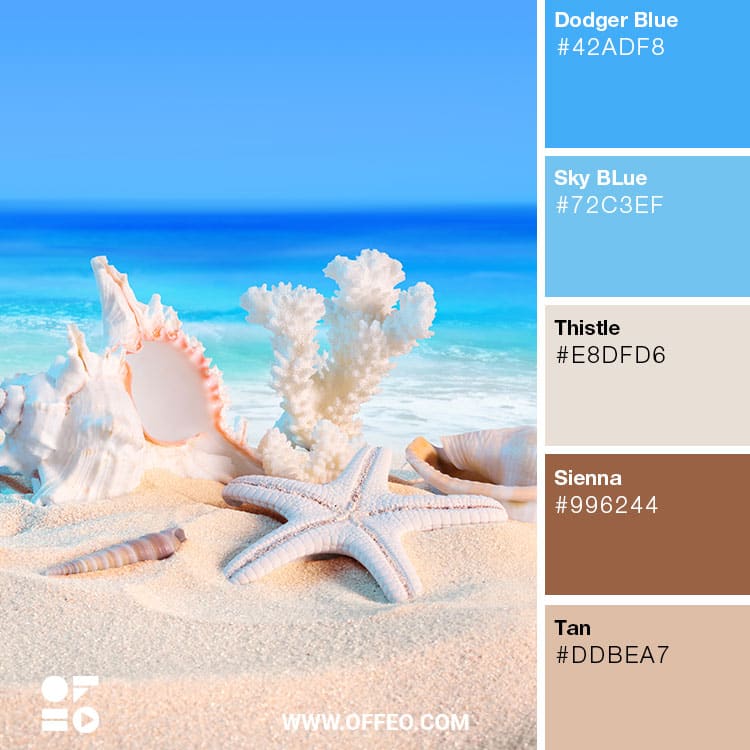 Dodger Blue
#42ADF8
Sky BLue
#72C3EF
Thistle
#E8DFD6
Sienna
#996244
Tan
#DDBEA7
WWW.OFFEO.COM